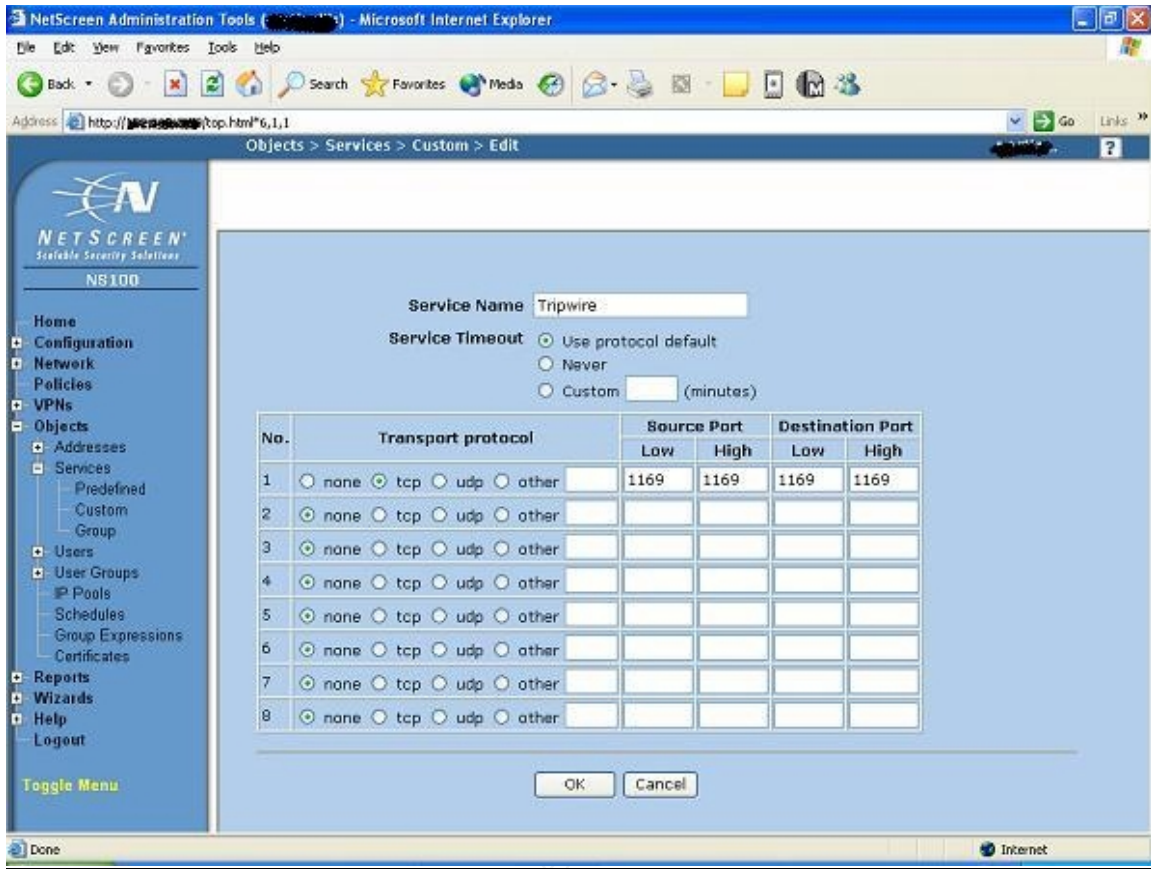 NetScreen Administration Tools ( ) - Microsoft Internet Explorer
File Edit View Favorites Tools Help
Back Search Favorites Media
Address http:// /top.html*6,1,1 Go Links »
Objects > Services > Custom > Edit ?
N
NETSCREEN
Scalable Security Solutions
NS100
Home
Configuration
Network
Policies
VPNs
Objects
Addresses
Services
Predefined
Custom
Group
Users
User Groups
IP Pools
Schedules
Group Expressions
Certificates
Reports
Wizards
Help
Logout
Toggle Menu
Service Name Tripwire
Service Timeout Use protocol default
Never
Custom (minutes)
No. Transport protocol Source Port Destination Port
Low High Low High
1 none tcp udp other 1169 1169 1169 1169
2 none tcp udp other
3 none tcp udp other
4 none tcp udp other
5 none tcp udp other
6 none tcp udp other
7 none tcp udp other
8 none tcp udp other
OK Cancel
Done Internet